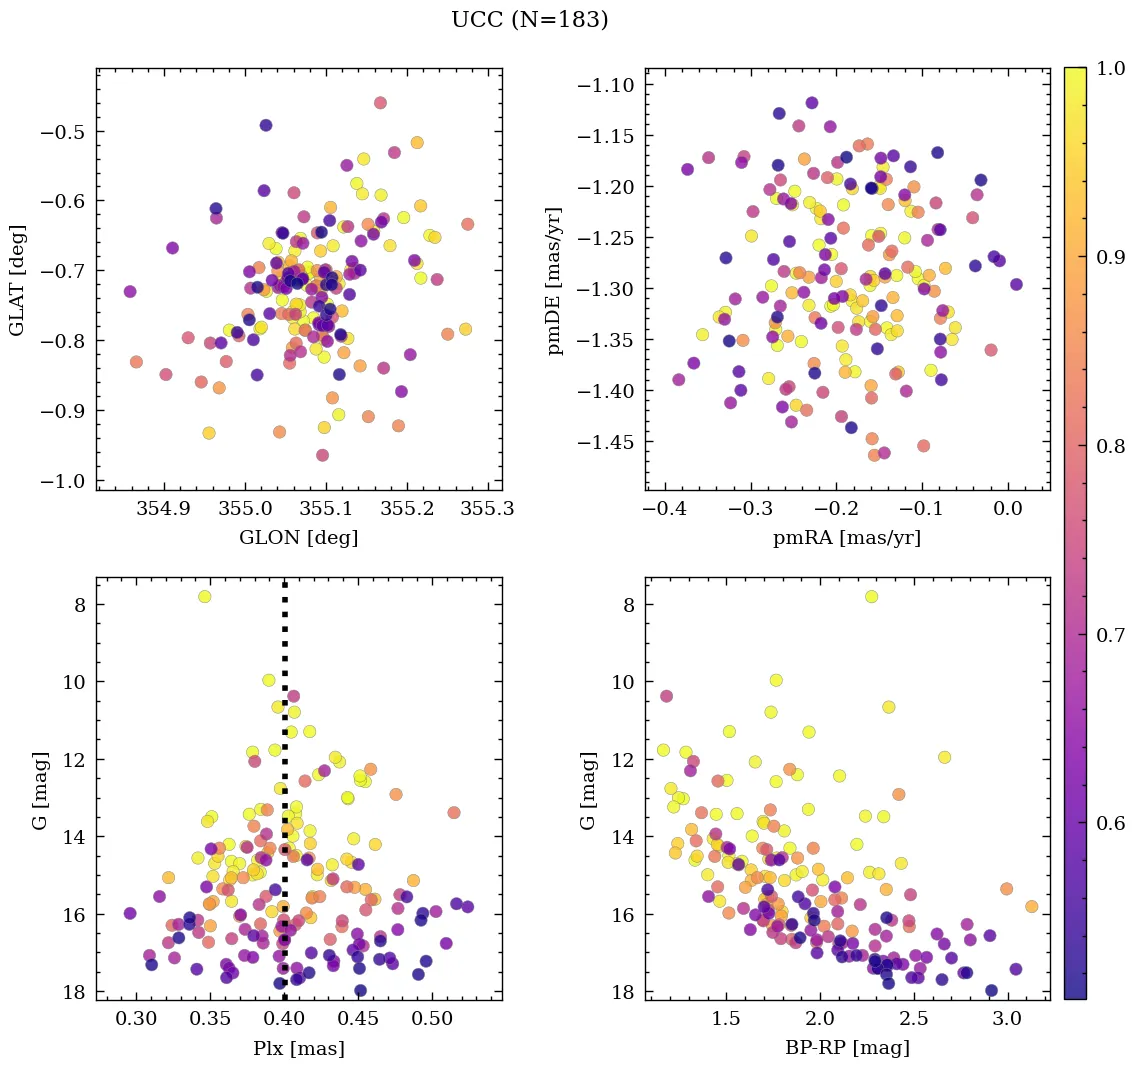 UCC (N=183)
−0.5
−0.6
−0.7
−0.8
−0.9
−1.0
GLAT [deg]
354.9 355.0 355.1 355.2 355.3
GLON [deg]
−1.10
−1.15
−1.20
−1.25
−1.30
−1.35
−1.40
−1.45
pmDE [mas/yr]
−0.4 −0.3 −0.2 −0.1 0.0
pmRA [mas/yr]
1.0
0.9
0.8
0.7
0.6
8
10
12
14
16
18
G [mag]
0.30 0.35 0.40 0.45 0.50
Plx [mas]
8
10
12
14
16
18
G [mag]
1.5 2.0 2.5 3.0
BP-RP [mag]